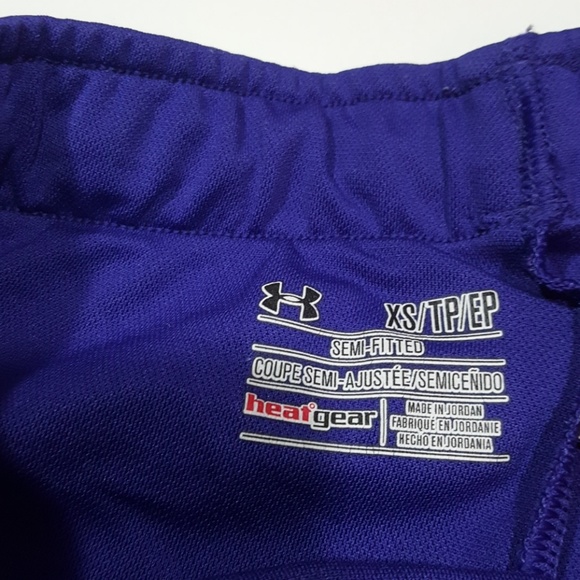 XS/TP/EP
SEMI-FITTED
COUPE SEMI-AJUSTÉE/SEMICEÑIDO
heatgear
MADE IN JORDAN
FABRIQUÉ EN JORDANIE
HECHO EN JORDANIA